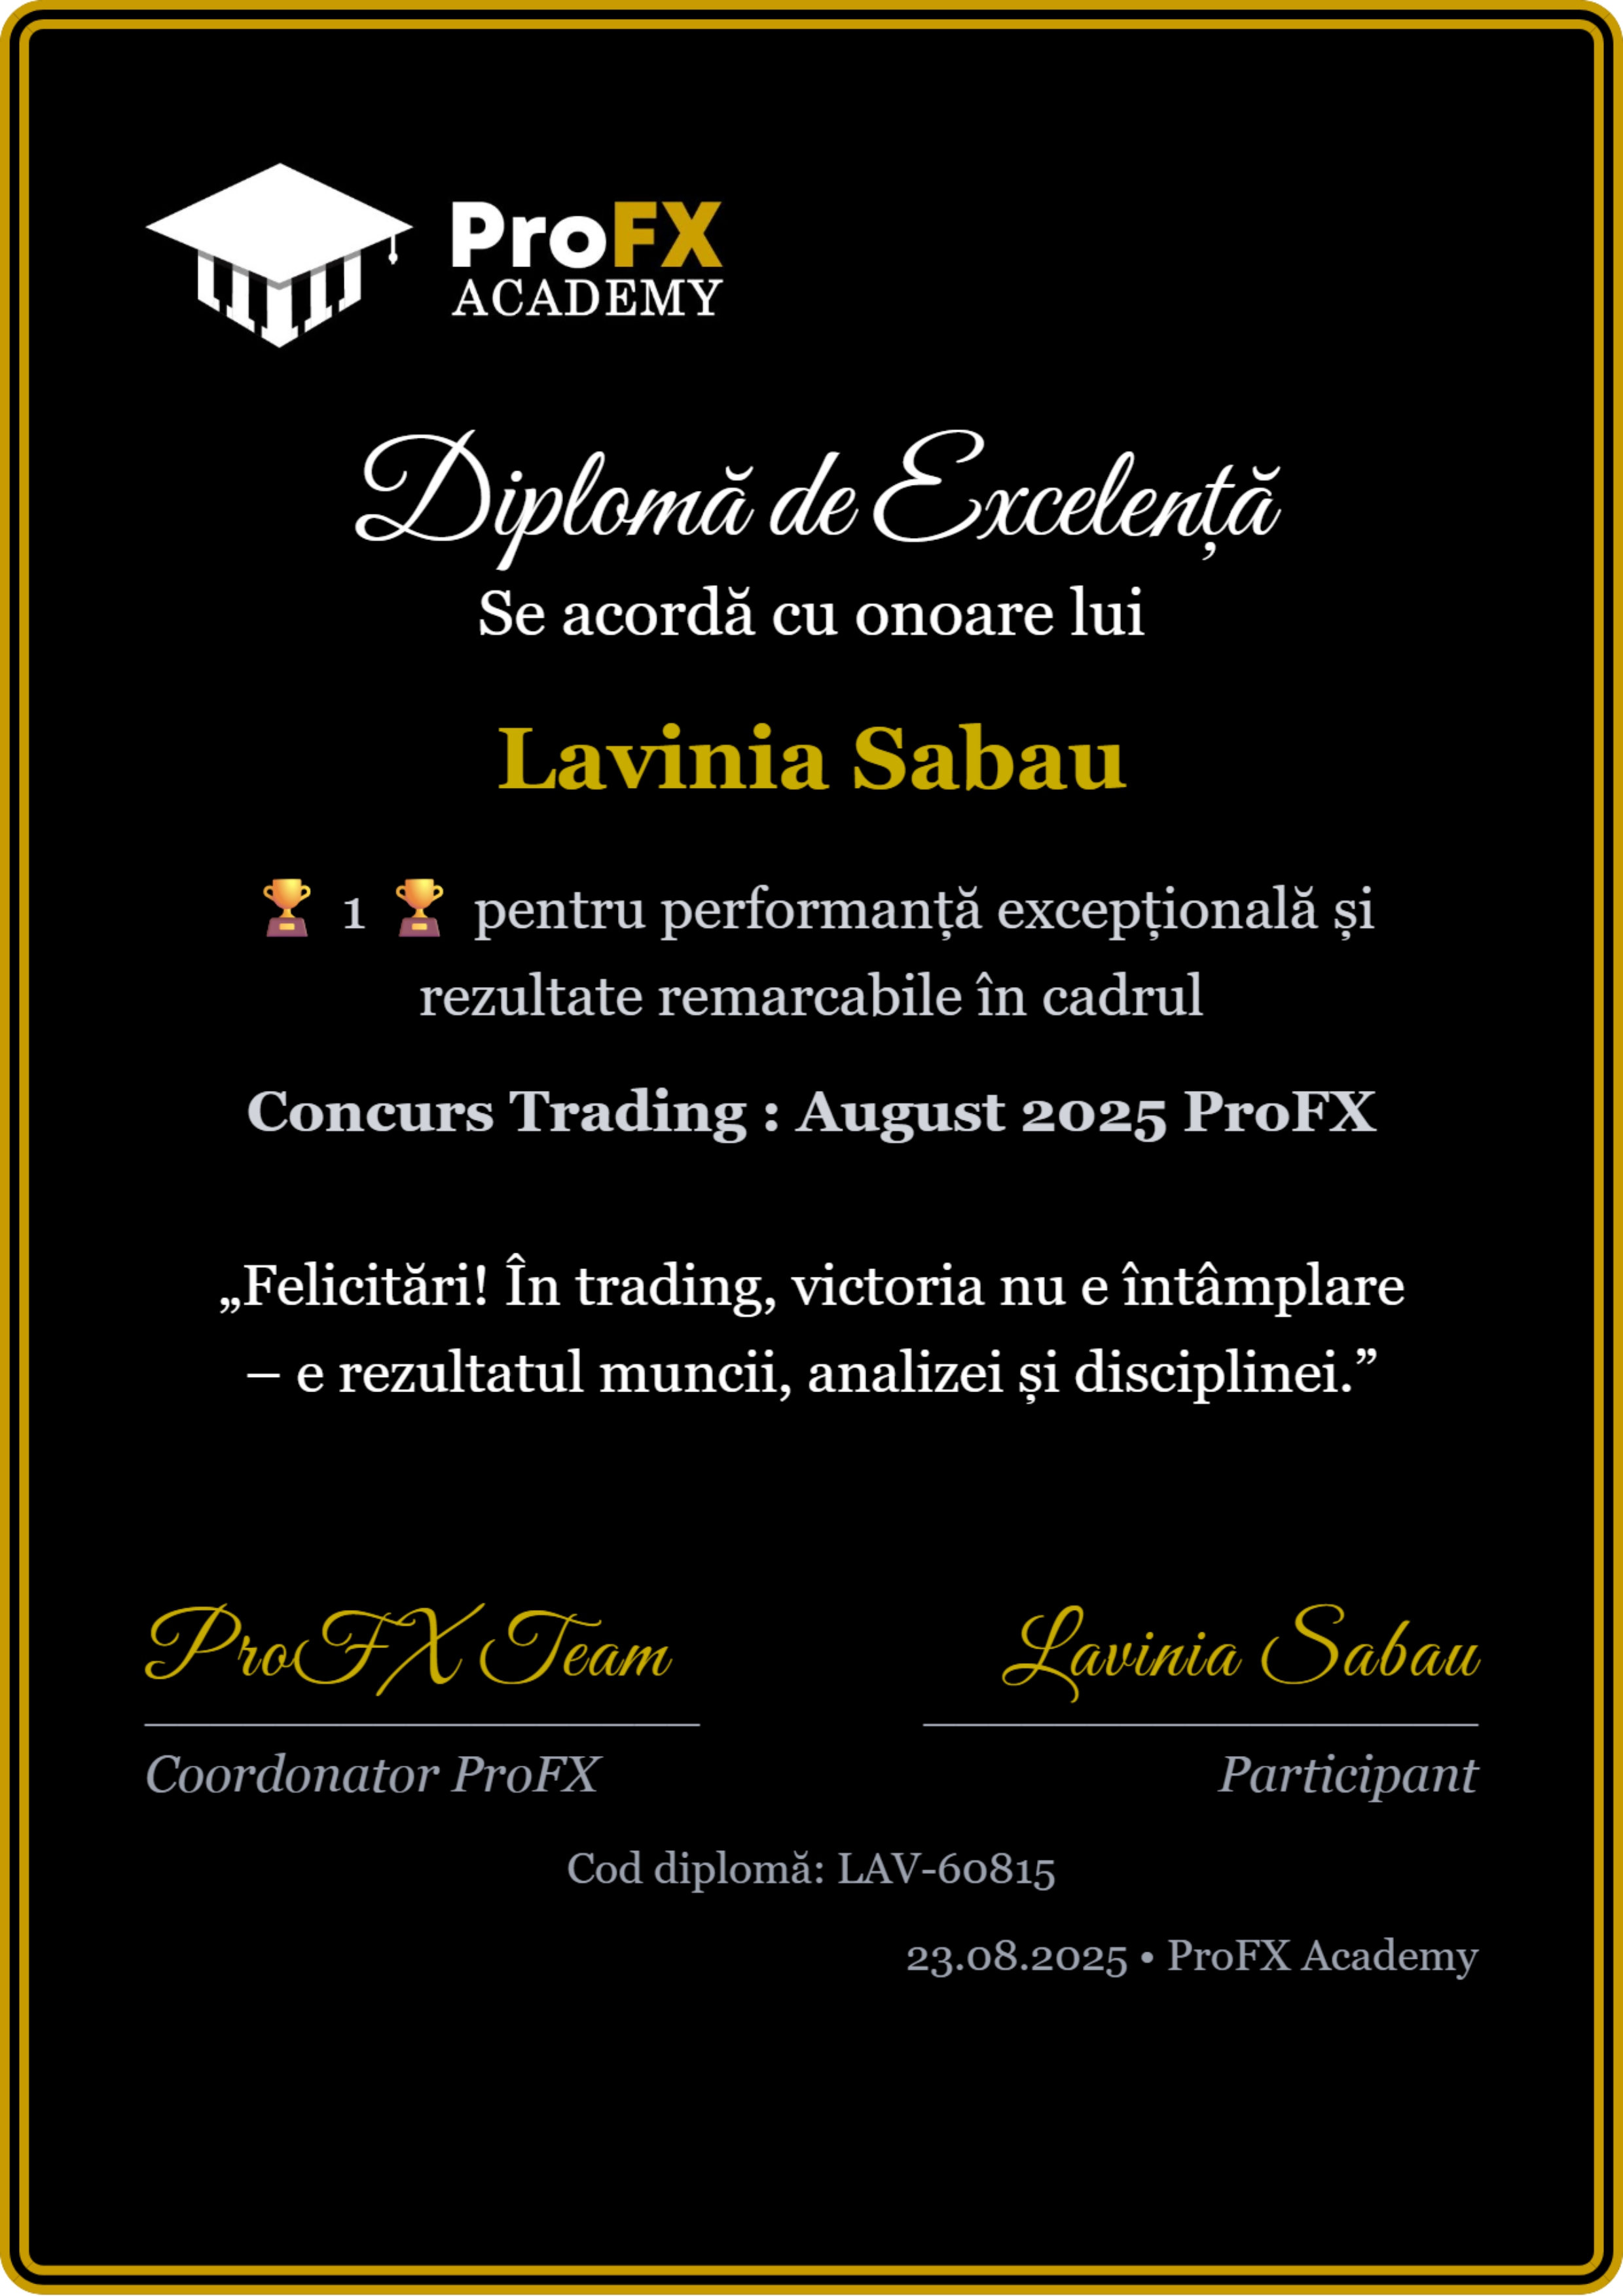 ProFX
ACADEMY
Diplomă de Excelență
Se acordă cu onoare lui
Lavinia Sabau
🏆 1 🏆 pentru performanță excepțională și
rezultate remarcabile în cadrul
Concurs Trading : August 2025 ProFX
„Felicitări! În trading, victoria nu e întâmplare
– e rezultatul muncii, analizei și disciplinei.”
ProFX Team
Lavinia Sabau
Coordonator ProFX
Participant
Cod diplomă: LAV-60815
23.08.2025 • ProFX Academy